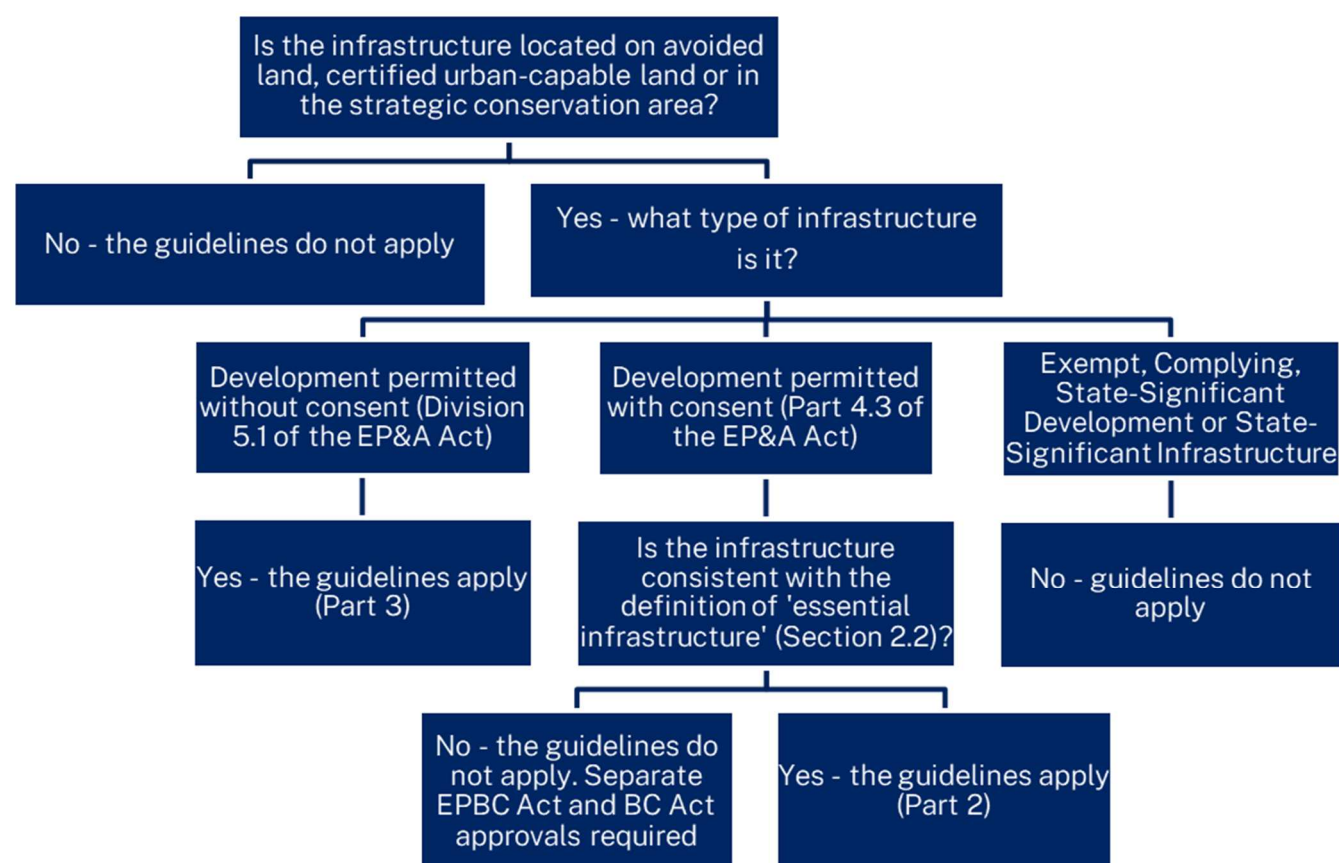 Is the infrastructure located on avoided
land, certified urban-capable land or in
the strategic conservation area?
No - the guidelines do not apply
Yes - what type of infrastructure
is it?
Development permitted
without consent (Division
5.1 of the EP&A Act)
Development permitted
with consent (Part 4.3 of
the EP&A Act)
Exempt, Complying,
State-Significant
Development or State-
Significant Infrastructure
Yes - the guidelines apply
(Part 3)
Is the infrastructure
consistent with the
definition of 'essential
infrastructure' (Section 2.2)?
No - guidelines do not
apply
No - the guidelines do
not apply. Separate
EPBC Act and BC Act
approvals required
Yes - the guidelines apply
(Part 2)